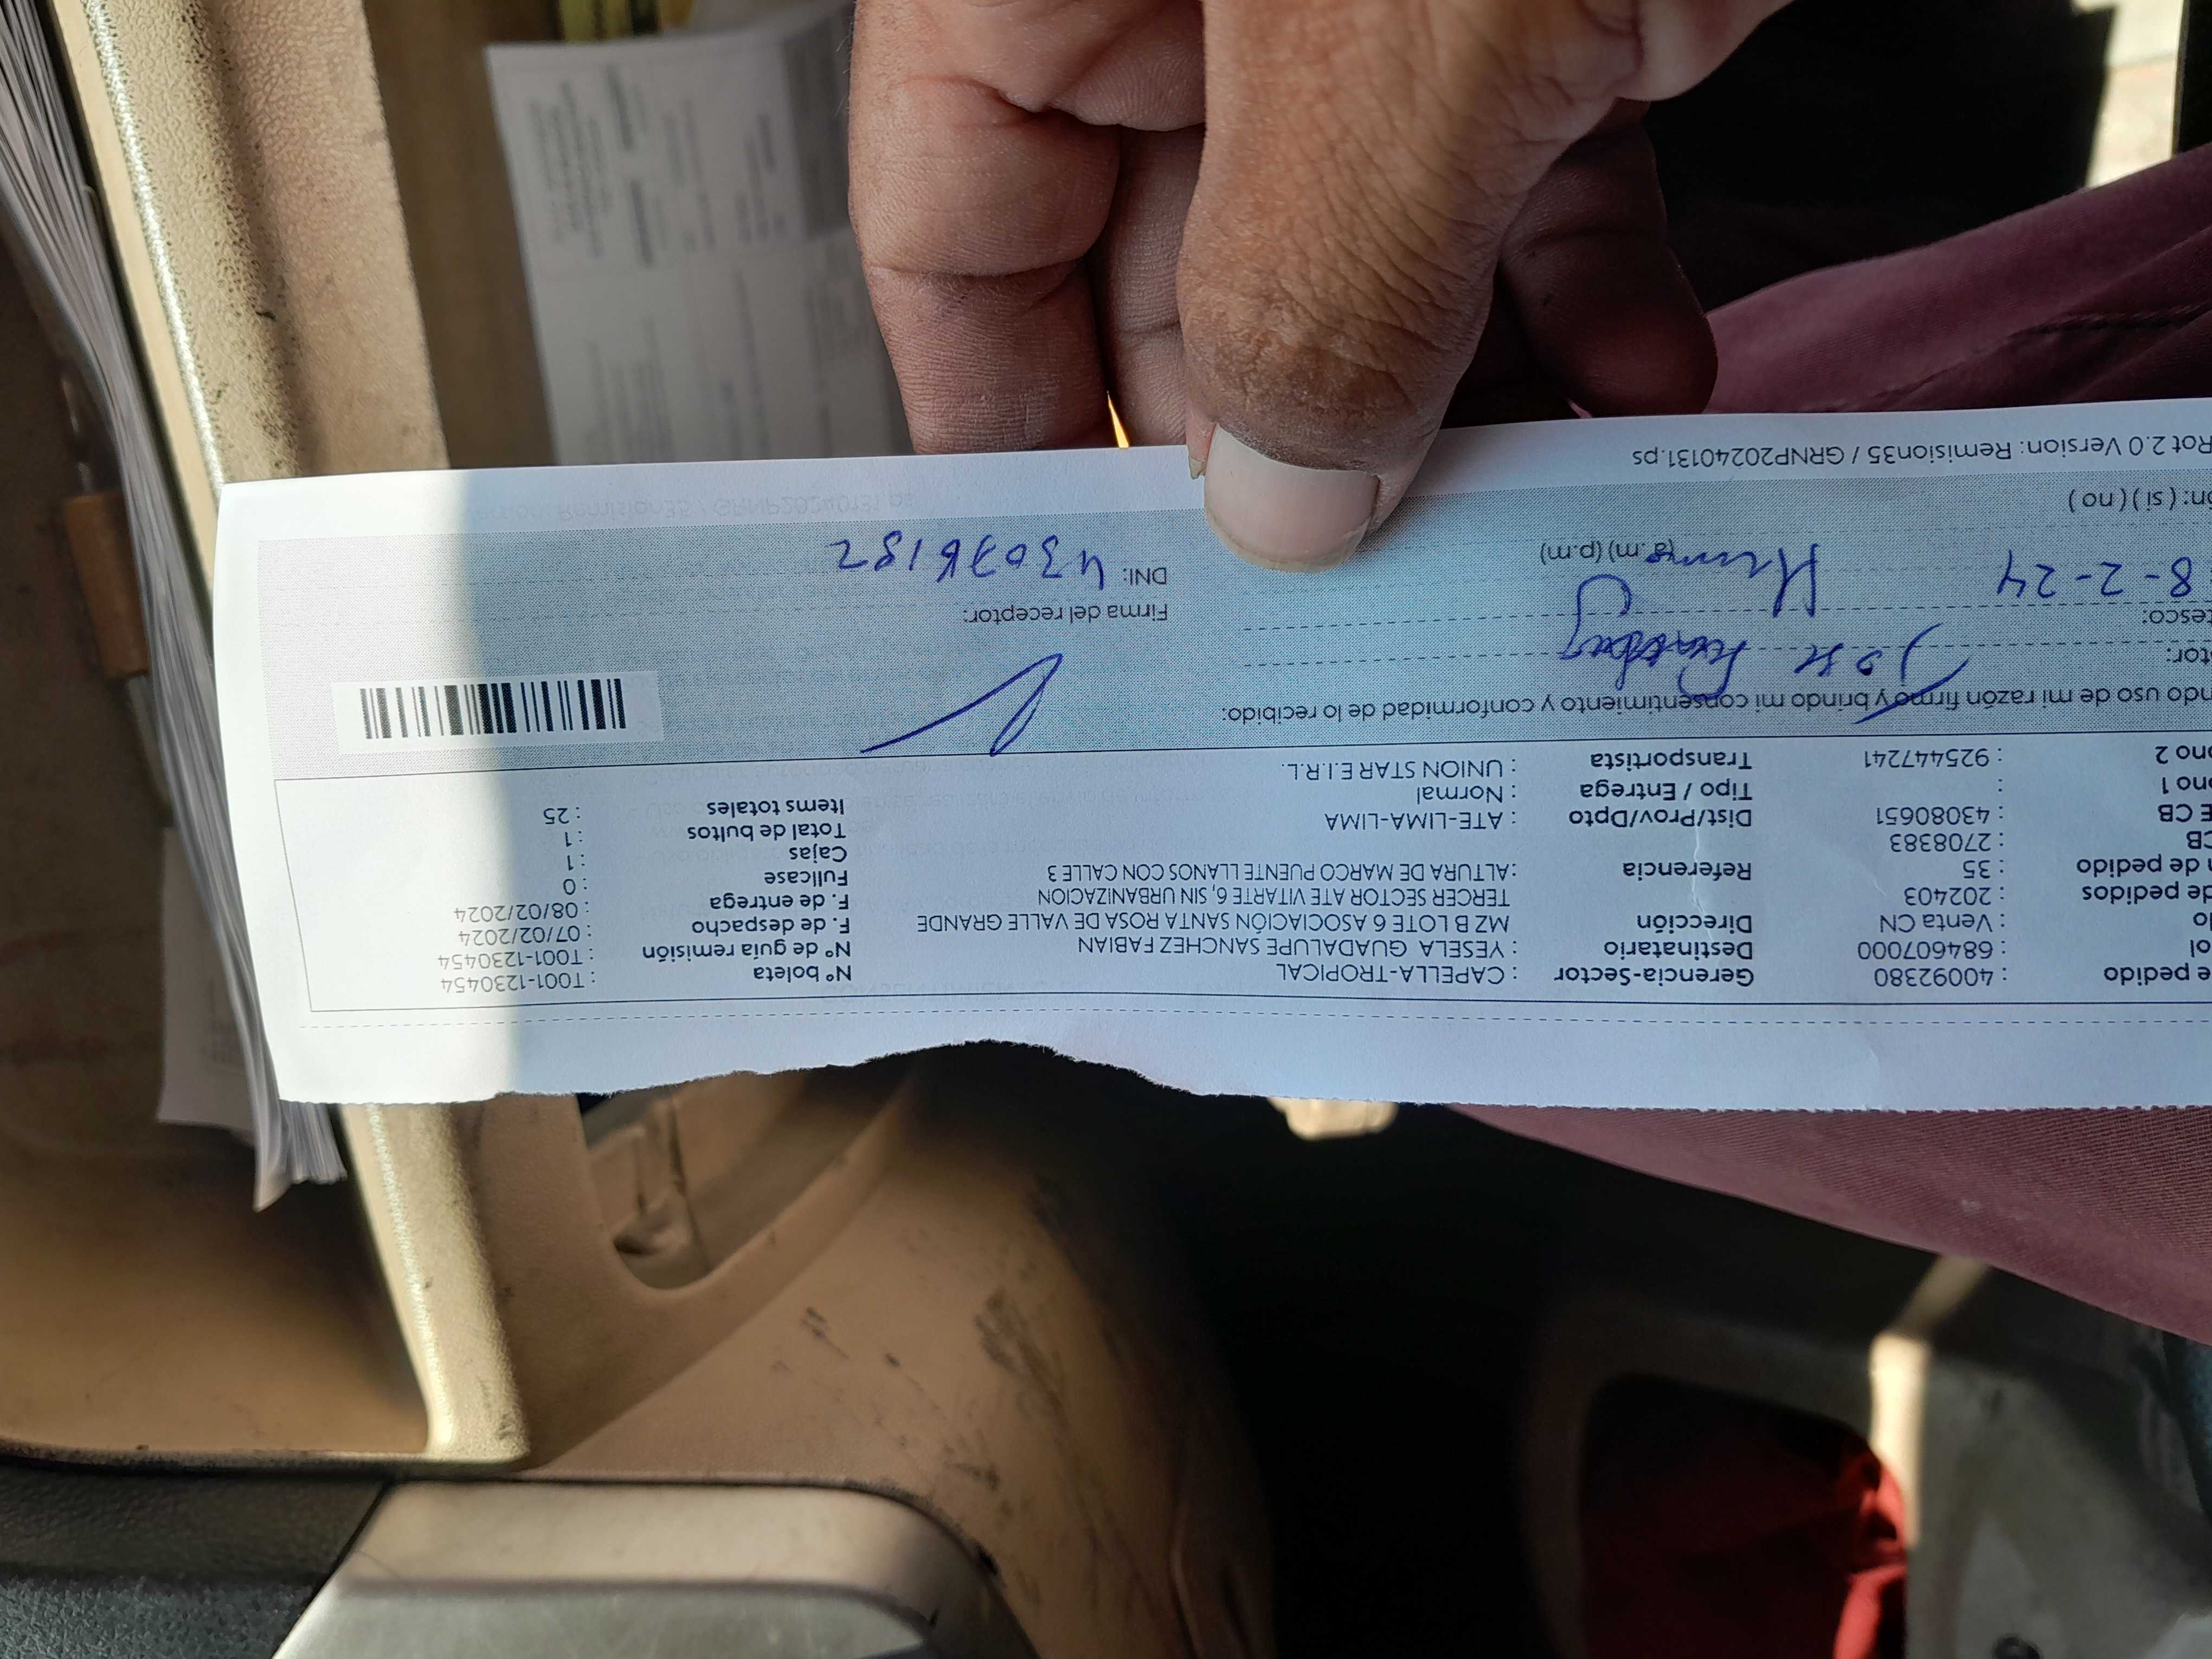 e pedido : 40092380 Gerencia-Sector : CAPELLA-TROPICAL N° boleta : T001-1230454
ol : 684607000 Destinatario : YESELA GUADALUPE SANCHEZ FABIAN N° de guía remisión : T001-1230454
lo : Venta CN Dirección MZ B LOTE 6 ASOCIACIÓN SANTA ROSA DE VALLE GRANDE F. de despacho : 07/02/2024
de pedidos : 202403 TERCER SECTOR ATE VITARTE 6, SIN URBANIZACION F. de entrega : 08/02/2024
n de pedido : 35 Referencia : ALTURA DE MARCO PUENTE LLANOS CON CALLE 3 Fullcase : 0
CB : 2708383 Cajas : 1
E CB : 43080651 Dist/Prov/Dpto : ATE-LIMA-LIMA Total de bultos : 1
ono 1 : Tipo / Entrega : Normal Items totales : 25
ono 2 : 925447241 Transportista : UNION STAR E.I.R.L.
ndo uso de mi razón firmo y brindo mi consentimiento y conformidad de lo recibido:
tor: Jose
tesco: Firma del receptor:
8-2-24 (a.m) (p.m) DNI: 43076182
on: ( si ) ( no )
Rot 2.0 Version: Remision35 / GRNP20240131.ps